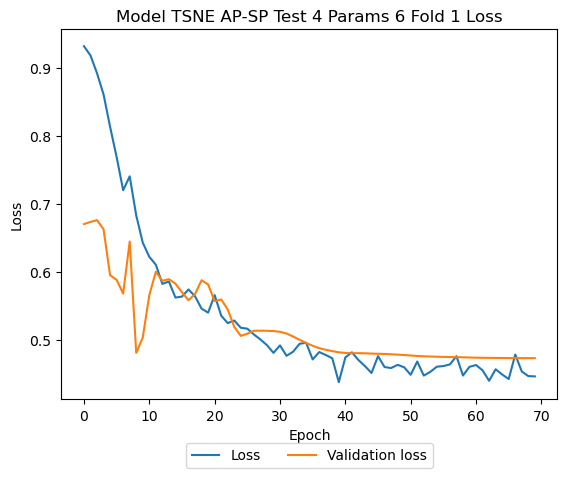 Model TSNE AP-SP Test 4 Params 6 Fold 1 Loss
0.9
0.8
0.7
0.6
0.5
Loss
0 10 20 30 40 50 60 70
Epoch
Loss Validation loss